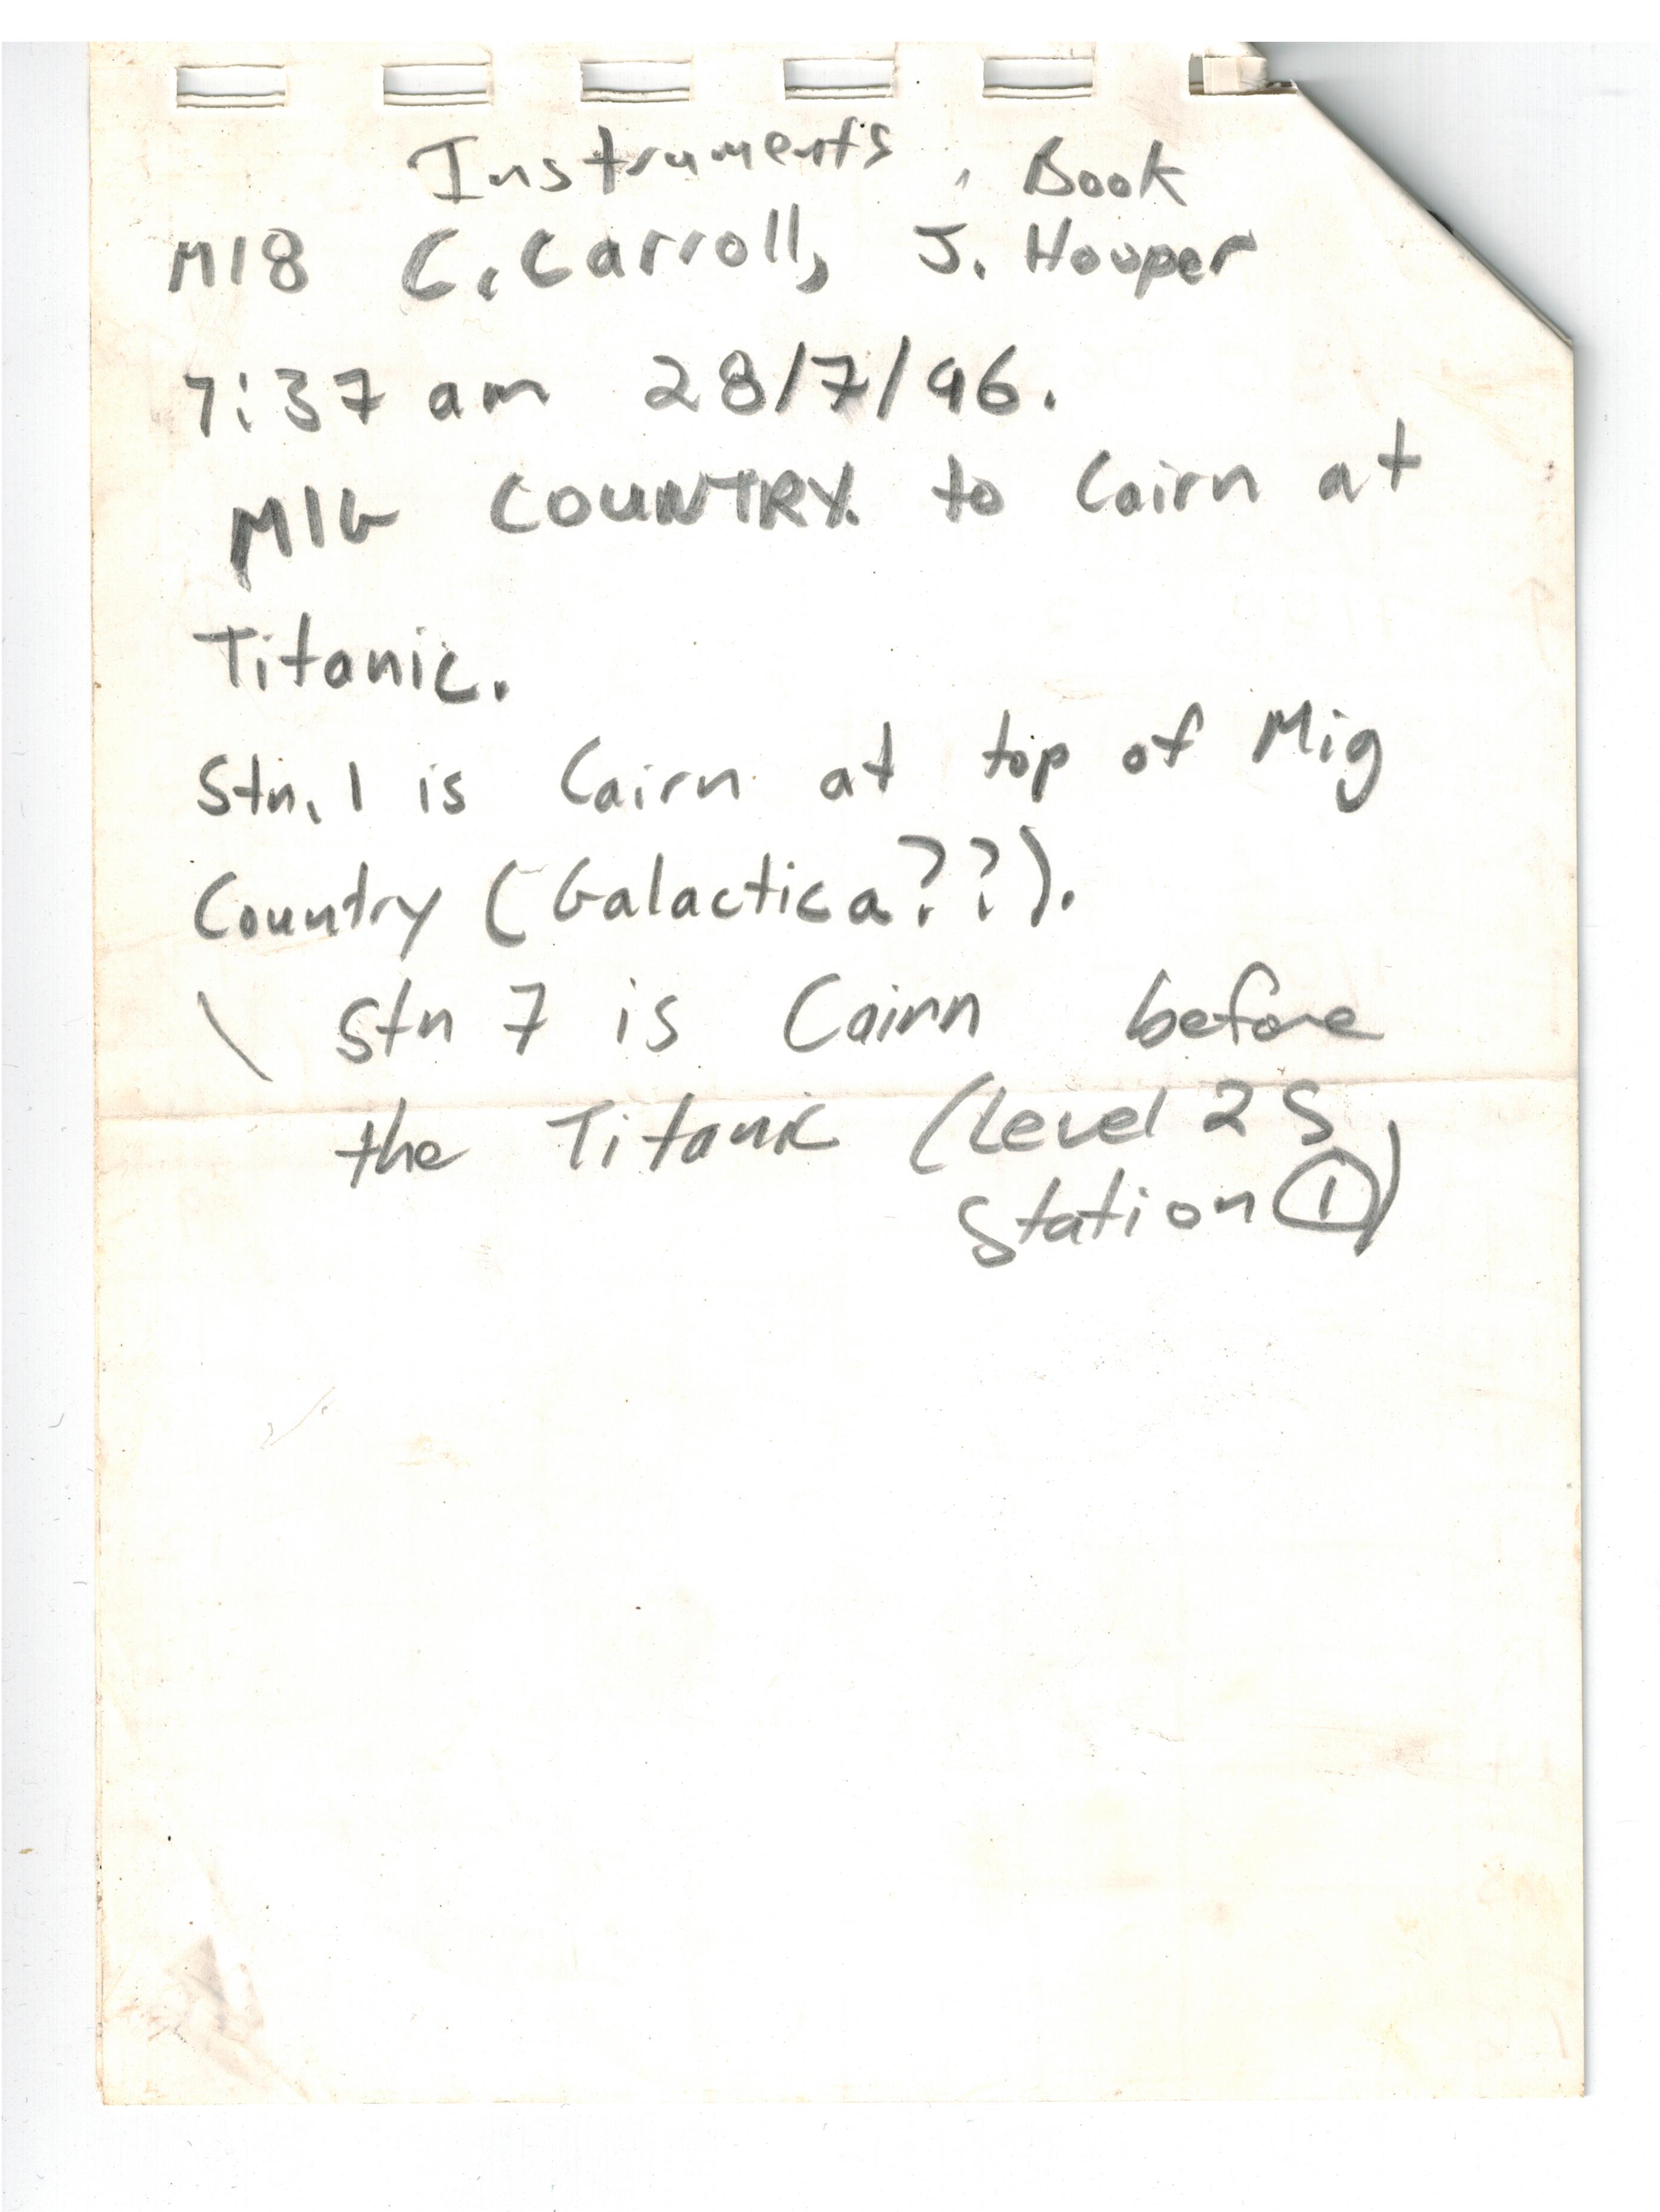 Instruments, Book
M18 C. Carroll, J. Hooper
7:37 am 28/7/96.
MIG COUNTRY. to Cairn at
Titanic.
Stn. 1 is Cairn at top of Mig
Country (Galactica??).
\ Stn 7 is Cairn before
the Titanic (Level 2 S
Station ①)